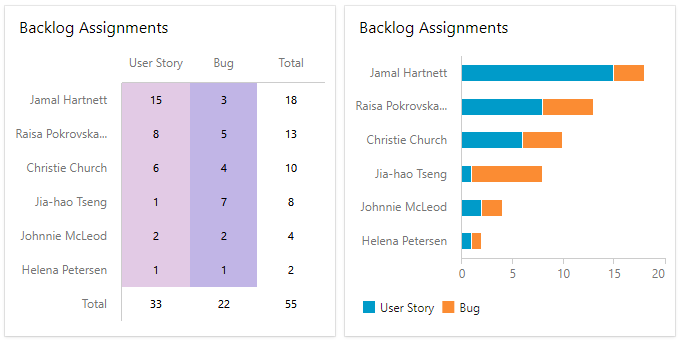 Backlog Assignments
User Story Bug Total
Jamal Hartnett 15 3 18
Raisa Pokrovska... 8 5 13
Christie Church 6 4 10
Jia-hao Tseng 1 7 8
Johnnie McLeod 2 2 4
Helena Petersen 1 1 2
Total 33 22 55
Backlog Assignments
Jamal Hartnett
Raisa Pokrovska...
Christie Church
Jia-hao Tseng
Johnnie McLeod
Helena Petersen
0 5 10 15 20
User Story Bug